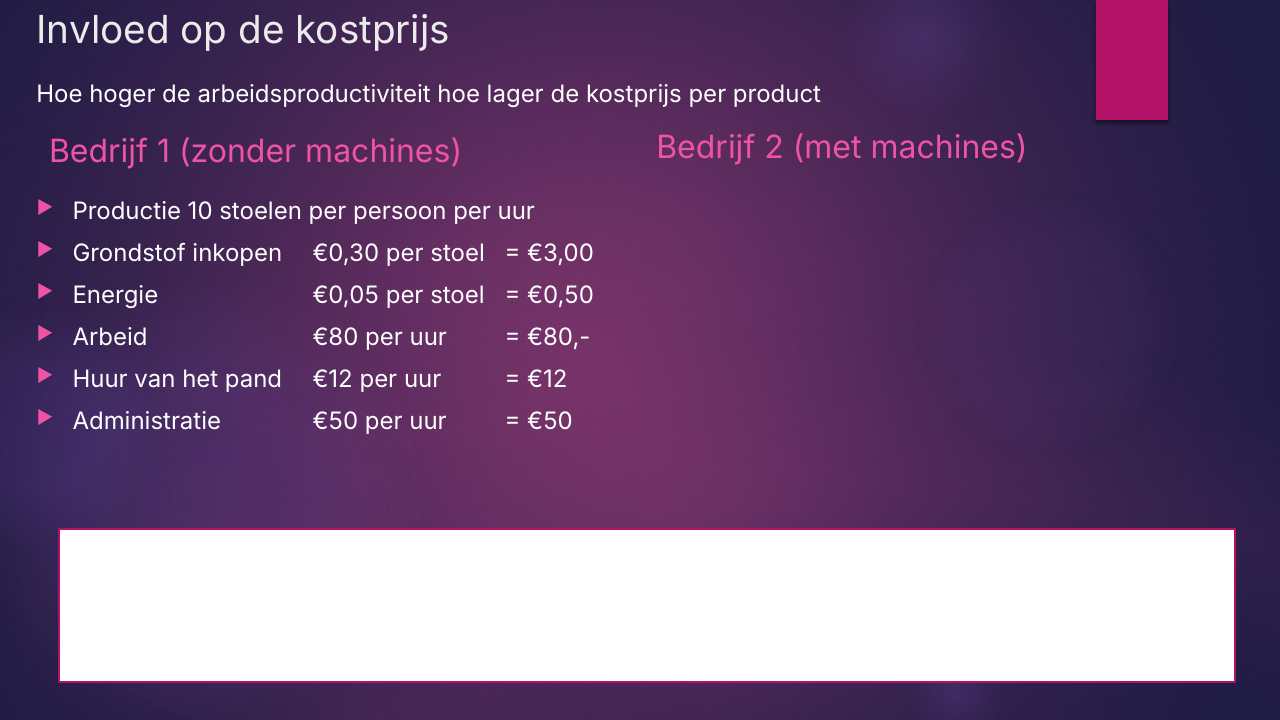 Invloed op de kostprijs
Hoe hoger de arbeidsproductiviteit hoe lager de kostprijs per product
Bedrijf 1 (zonder machines)
Bedrijf 2 (met machines)
Productie 10 stoelen per persoon per uur
Grondstof inkopen €0,30 per stoel = €3,00
Energie €0,05 per stoel = €0,50
Arbeid €80 per uur = €80,-
Huur van het pand €12 per uur = €12
Administratie €50 per uur = €50